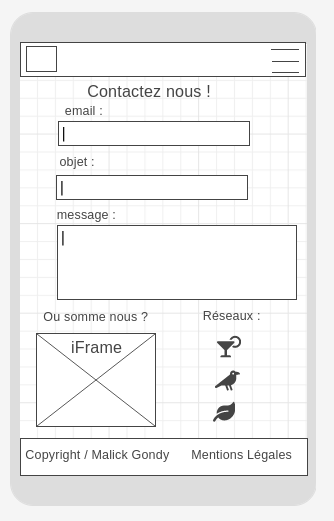 Contactez nous !
email :
objet :
message :
Ou somme nous ?
Réseaux :
iFrame
Copyright / Malick Gondy
Mentions Légales